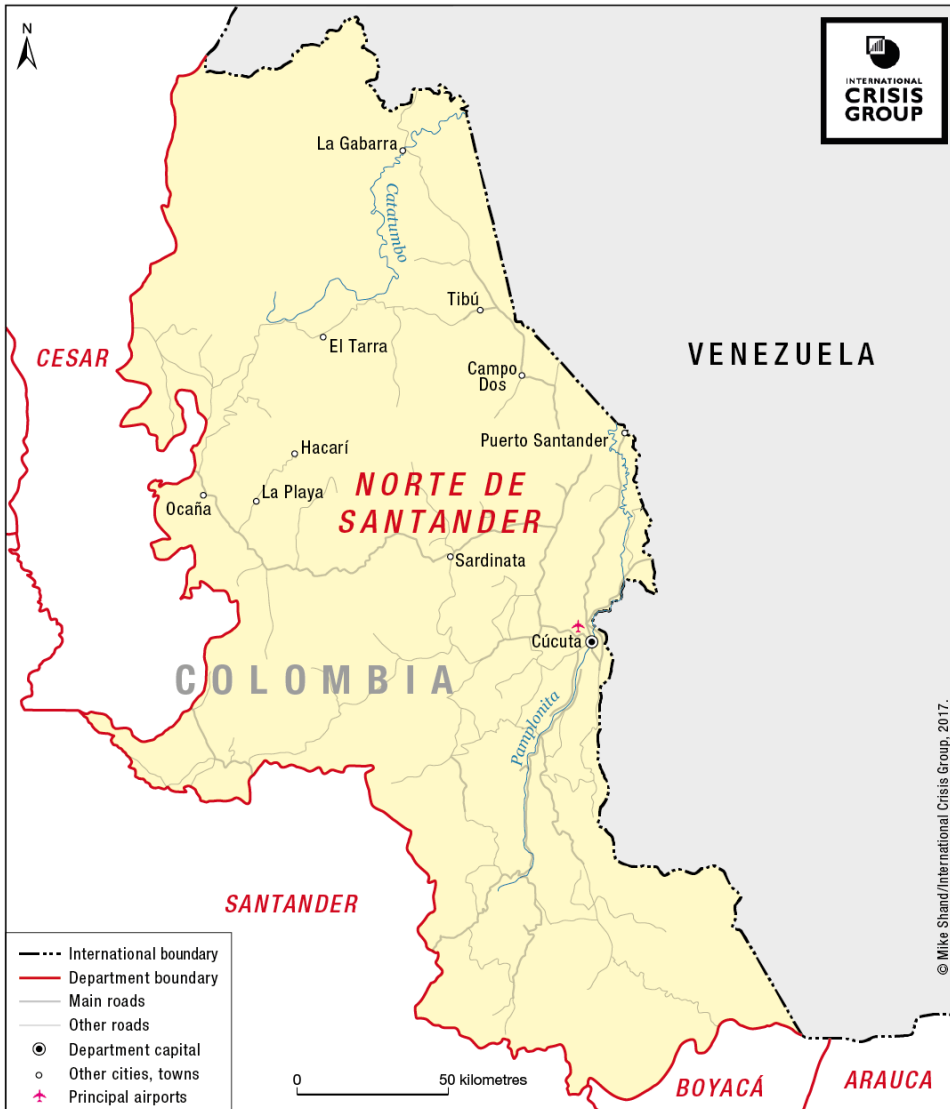 N
INTERNATIONAL
CRISIS
GROUP
La Gabarra
Catatumbo
Tibú
El Tarra
CESAR
VENEZUELA
Campo
Dos
Puerto Santander
Hacarí
NORTE DE
SANTANDER
La Playa
Ocaña
Sardinata
Cúcuta
COLOMBIA
Pamplonita
SANTANDER
© Mike Shand/International Crisis Group, 2017.
International boundary
Department boundary
Main roads
Other roads
Department capital
Other cities, towns
Principal airports
0 50 kilometres
BOYACÁ
ARAUCA